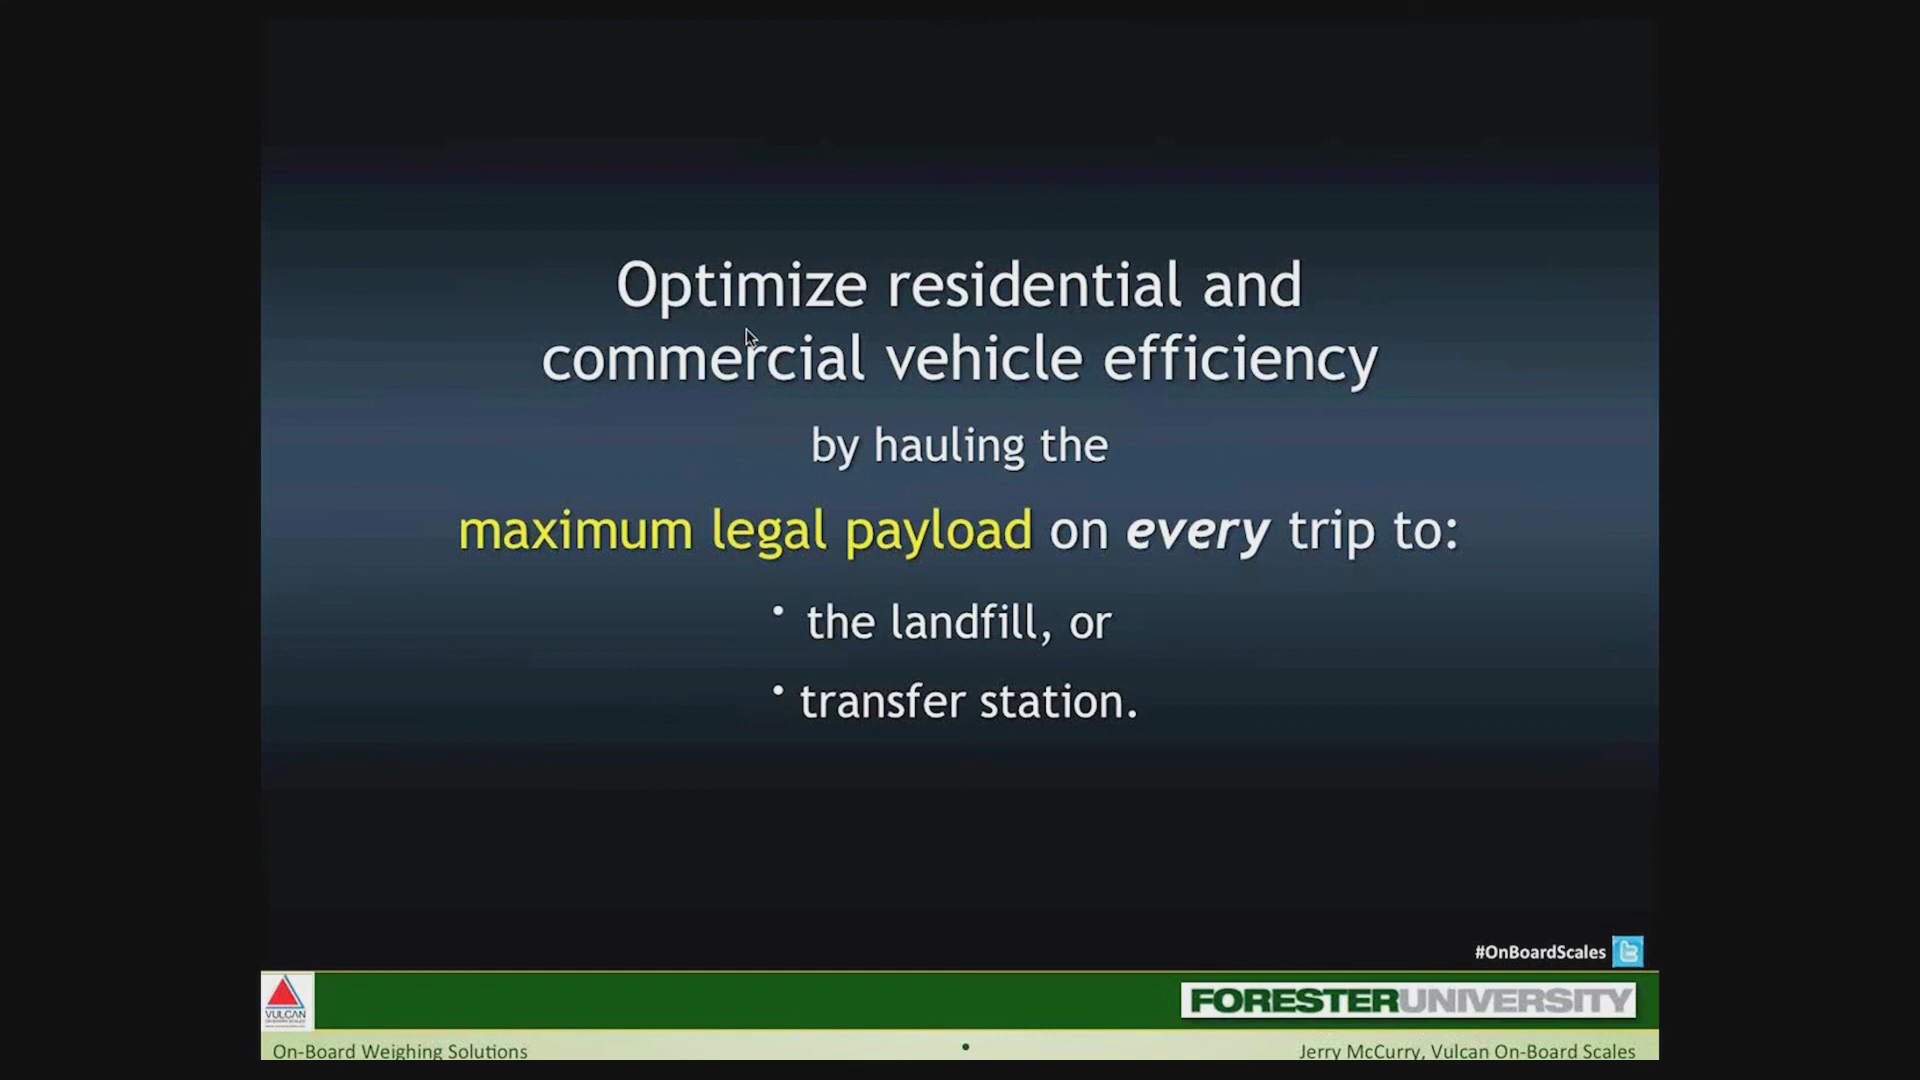 Optimize residential and
commercial vehicle efficiency
by hauling the
maximum legal payload on every trip to:
• the landfill, or
• transfer station.
#OnBoardScales
VULCAN
FORESTERUNIVERSITY
On-Board Weighing Solutions
Jerry McCurry, Vulcan On-Board Scales